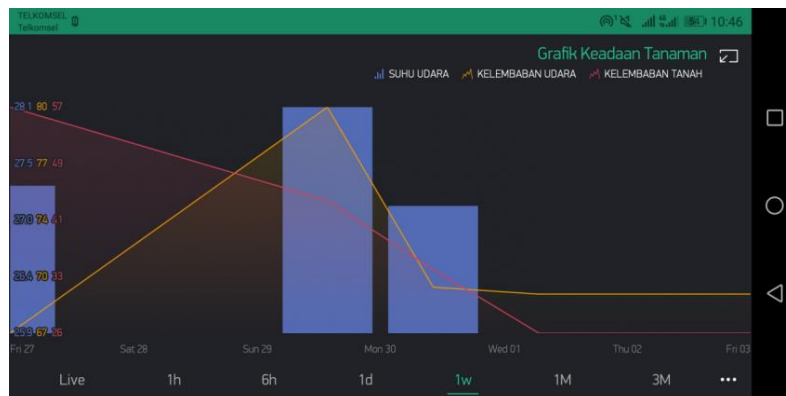 TELKOMSEL
Telkomsel
10:46
Grafik Keadaan Tanaman
SUHU UDARA KELEMBABAN UDARA KELEMBABAN TANAH
28.1 80 57
27.5 77 49
27.0 74 41
26.4 70 33
25.9 67 26
Fri 27 Sat 28 Sun 29 Mon 30 Wed 01 Thu 02 Fri 03
Live 1h 6h 1d 1w 1M 3M